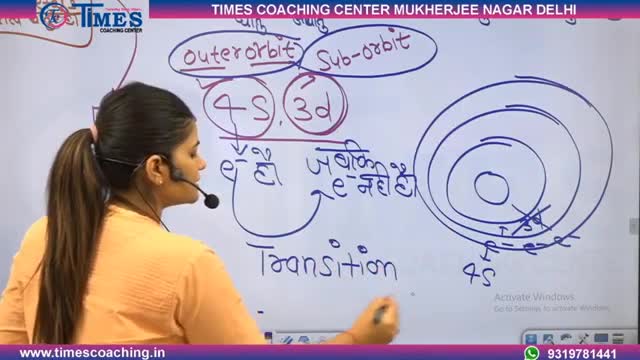 TIMES COACHING CENTER MUKHERJEE NAGAR DELHI
TIMES
COACHING CENTER
outer orbit
sub-orbit
4S, 3d
e⁻ हो
जबकि
e⁻ नहीं हो
3d
e⁻ e⁻ e⁻
4S
Transition
Activate Windows
Go to Settings to activate Windows.
www.timescoaching.in
9319781441